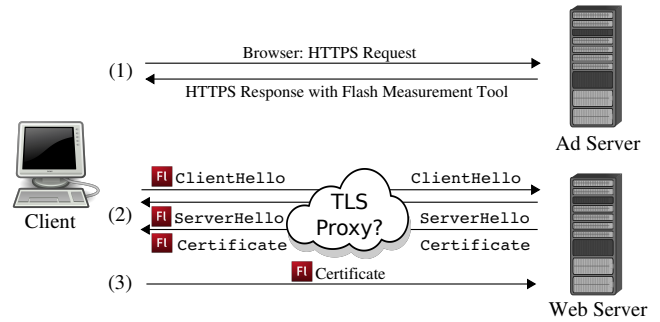 Browser: HTTPS Request
(1)
HTTPS Response with Flash Measurement Tool
Ad Server
Fl ClientHello
ClientHello
Client
(2)
TLS
Proxy?
Fl ServerHello
ServerHello
Fl Certificate
Certificate
(3)
Fl Certificate
Web Server